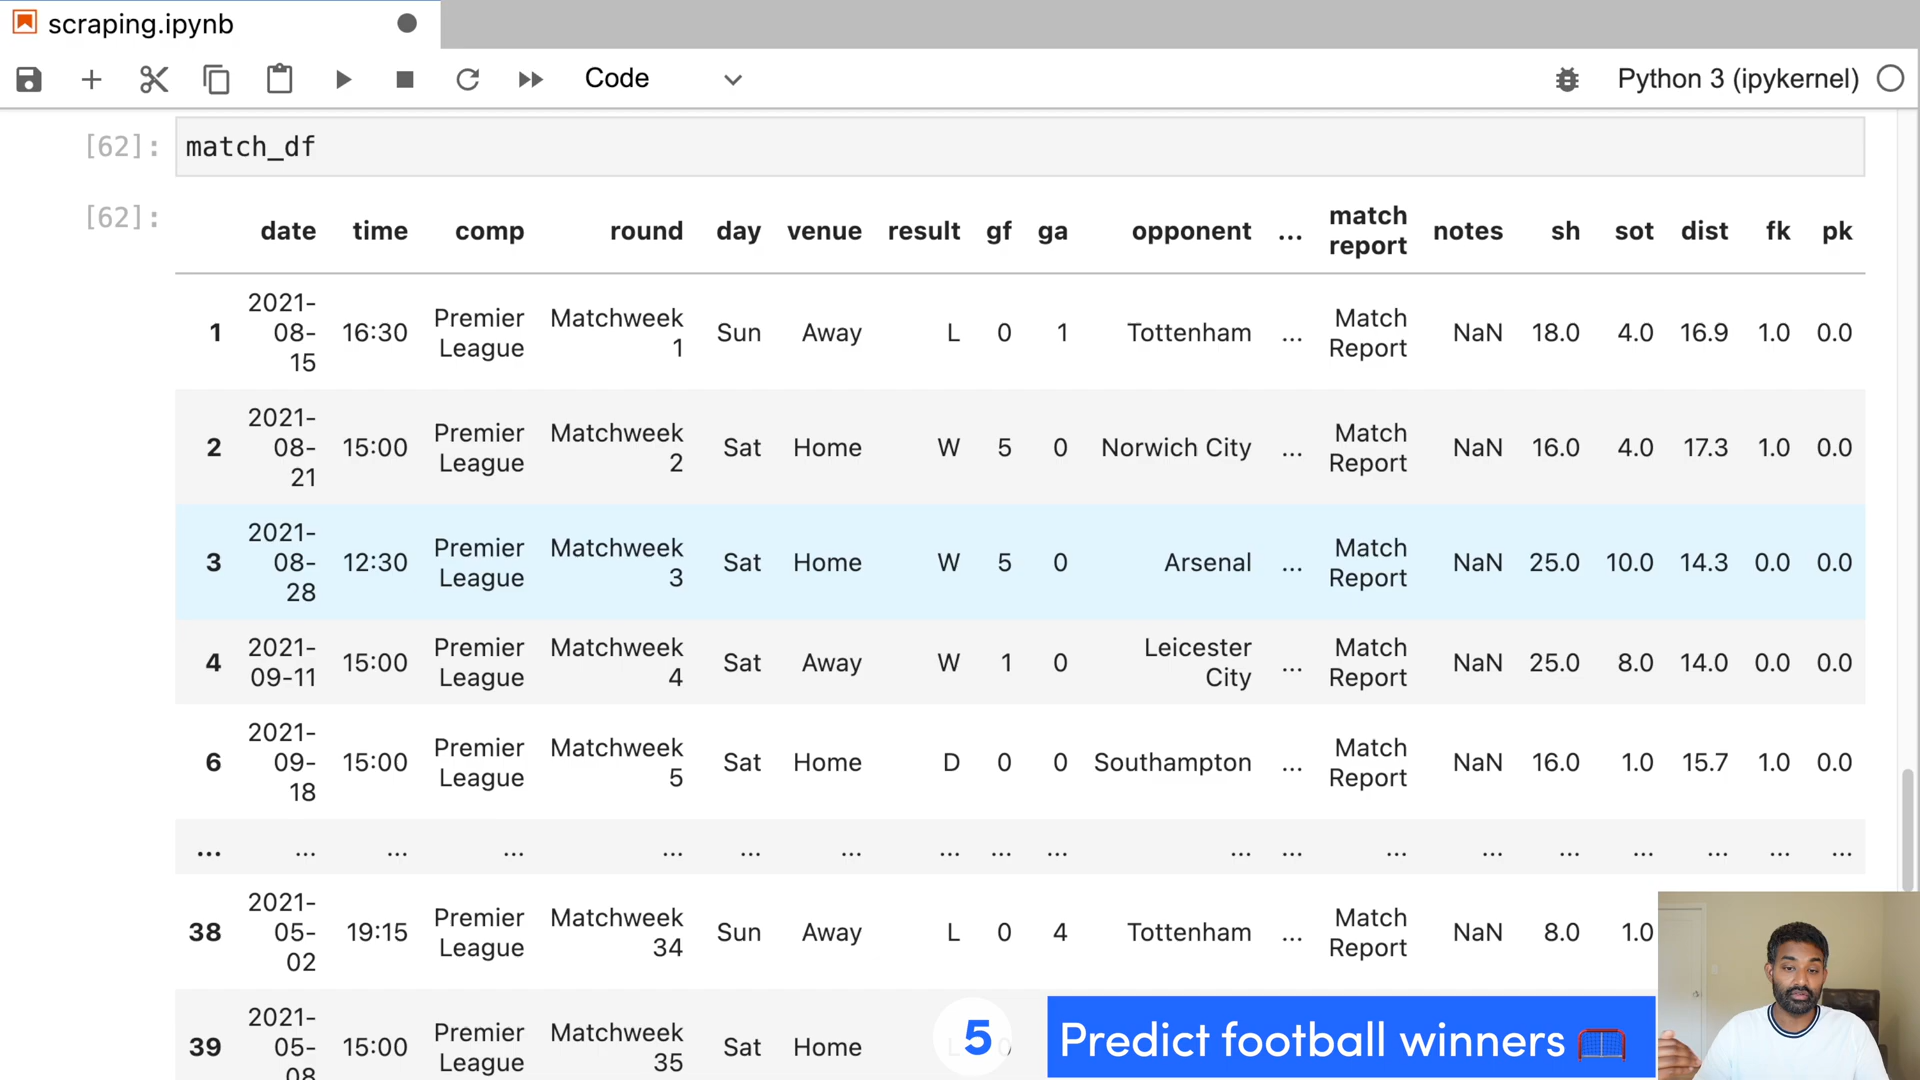 scraping.ipynb
Code
Python 3 (ipykernel)
[62]:
match_df
[62]:
date time comp round day venue result gf ga opponent ... match report notes sh sot dist fk pk
1 2021-08-15 16:30 Premier League Matchweek 1 Sun Away L 0 1 Tottenham ... Match Report NaN 18.0 4.0 16.9 1.0 0.0
2 2021-08-21 15:00 Premier League Matchweek 2 Sat Home W 5 0 Norwich City ... Match Report NaN 16.0 4.0 17.3 1.0 0.0
3 2021-08-28 12:30 Premier League Matchweek 3 Sat Home W 5 0 Arsenal ... Match Report NaN 25.0 10.0 14.3 0.0 0.0
4 2021-09-11 15:00 Premier League Matchweek 4 Sat Away W 1 0 Leicester City ... Match Report NaN 25.0 8.0 14.0 0.0 0.0
6 2021-09-18 15:00 Premier League Matchweek 5 Sat Home D 0 0 Southampton ... Match Report NaN 16.0 1.0 15.7 1.0 0.0
... ... ... ... ... ... ... ... ... ... ... ... ... ... ... ... ... ... ...
38 2021-05-02 19:15 Premier League Matchweek 34 Sun Away L 0 4 Tottenham ... Match Report NaN 8.0 1.0
39 2021-05-08 15:00 Premier League Matchweek 35 Sat Home
5 Predict football winners